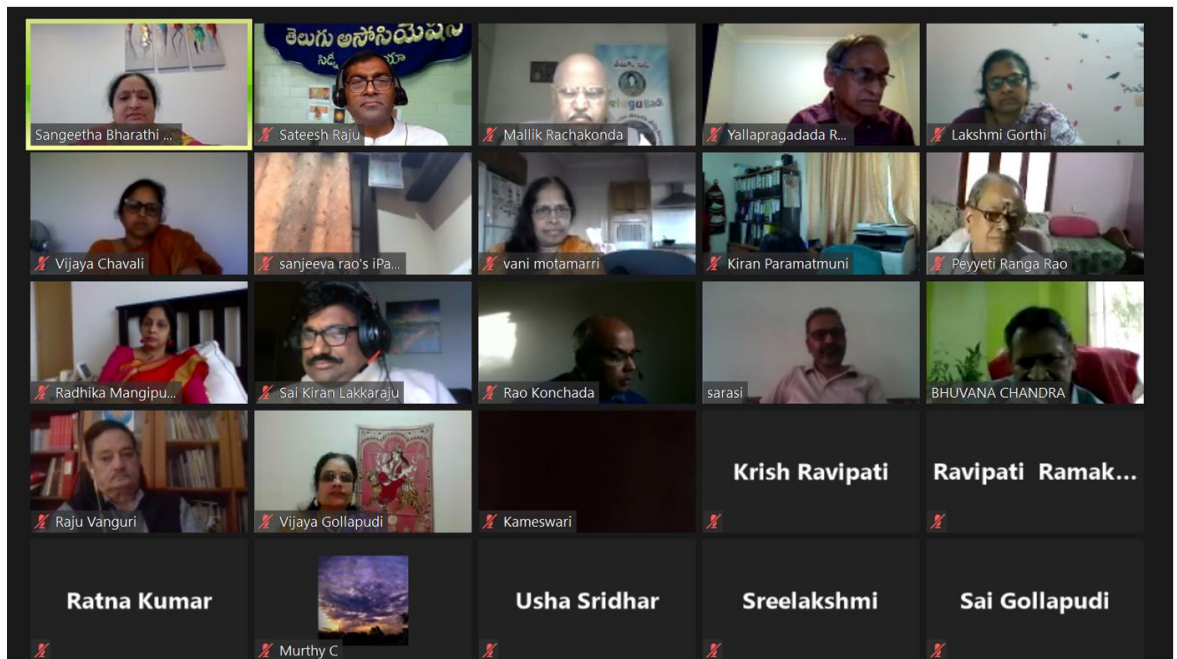 తెలుగు అసోసియేషన్
సిడ్నీ
Sangeetha Bharathi ...
Sateesh Raju
Mallik Rachakonda
Yallapragadada R...
Lakshmi Gorthi
Vijaya Chavali
sanjeeva rao's iPa...
vani motamarri
Kiran Paramatmuni
Peyyeti Ranga Rao
Radhika Mangipu...
Sai Kiran Lakkaraju
Rao Konchada
sarasi
BHUVANA CHANDRA
Raju Vanguri
Vijaya Gollapudi
Kameswari
Krish Ravipati
Ravipati Ramak...
Ratna Kumar
Murthy C
Usha Sridhar
Sreelakshmi
Sai Gollapudi